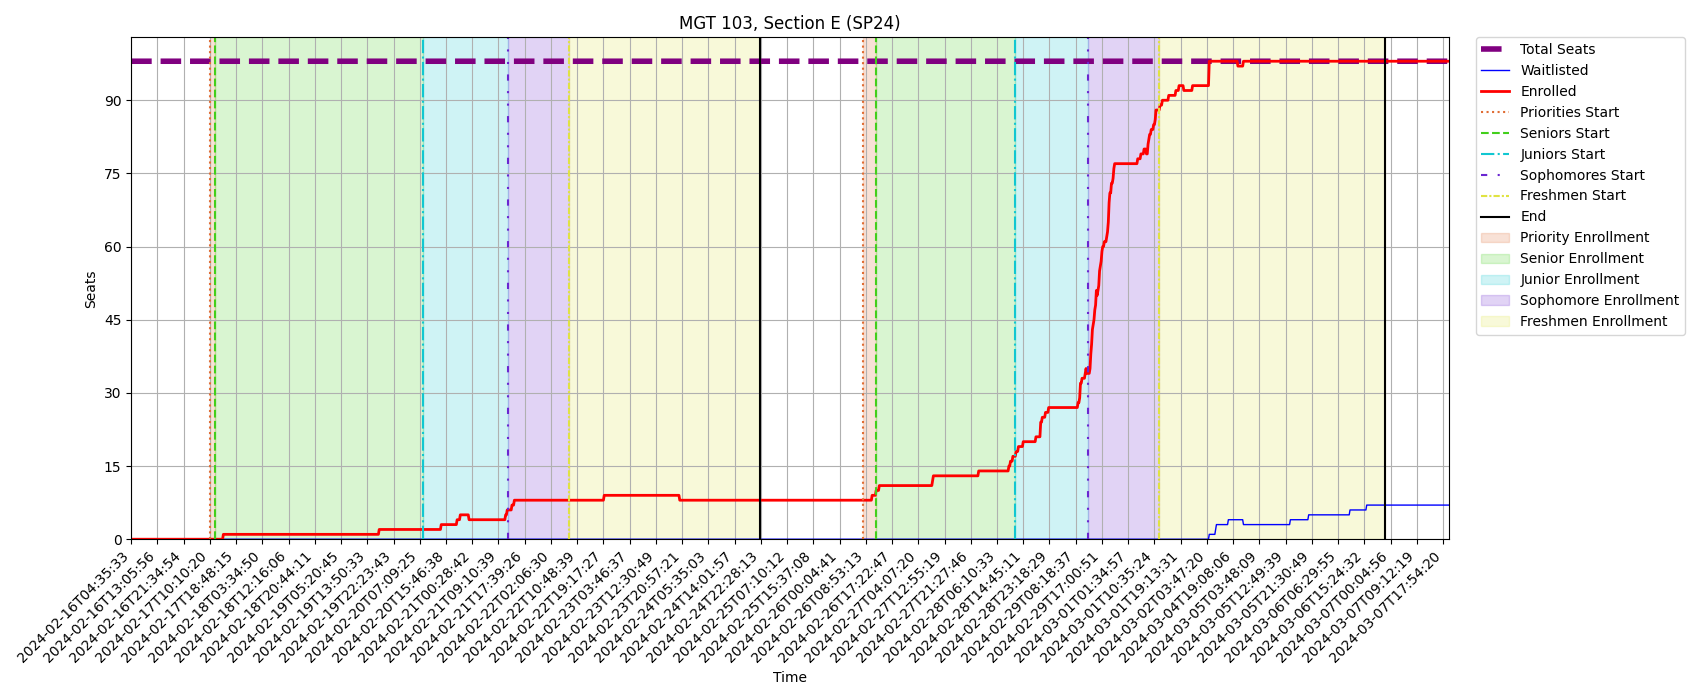 MGT 103, Section E (SP24)
Total Seats
Waitlisted
Enrolled
Priorities Start
Seniors Start
Juniors Start
Sophomores Start
Freshmen Start
End
Priority Enrollment
Senior Enrollment
Junior Enrollment
Sophomore Enrollment
Freshmen Enrollment
Seats
90
75
60
45
30
15
0
2024-02-16T04:35:33
2024-02-16T13:05:56
2024-02-16T21:34:54
2024-02-17T10:10:20
2024-02-17T18:48:15
2024-02-18T03:34:50
2024-02-18T12:16:09
2024-02-18T20:44:11
2024-02-19T05:20:45
2024-02-19T13:50:33
2024-02-19T22:23:43
2024-02-20T07:09:25
2024-02-20T15:46:38
2024-02-21T00:28:42
2024-02-21T09:10:39
2024-02-21T17:39:26
2024-02-22T02:06:30
2024-02-22T10:48:39
2024-02-22T19:17:27
2024-02-23T03:46:37
2024-02-23T12:30:49
2024-02-23T20:57:21
2024-02-24T05:35:03
2024-02-24T14:01:57
2024-02-24T22:28:13
2024-02-25T07:10:12
2024-02-25T15:37:08
2024-02-26T00:04:41
2024-02-26T08:53:13
2024-02-26T17:22:47
2024-02-27T04:07:20
2024-02-27T12:55:19
2024-02-27T21:27:46
2024-02-28T06:10:33
2024-02-28T14:45:11
2024-02-28T23:18:29
2024-02-29T08:18:37
2024-02-29T17:00:51
2024-03-01T01:34:57
2024-03-01T10:35:24
2024-03-01T19:13:31
2024-03-02T03:47:20
2024-03-04T19:08:06
2024-03-05T03:48:09
2024-03-05T12:49:39
2024-03-05T21:30:49
2024-03-06T06:29:55
2024-03-06T15:24:32
2024-03-07T00:04:56
2024-03-07T09:12:19
2024-03-07T17:54:20
Time